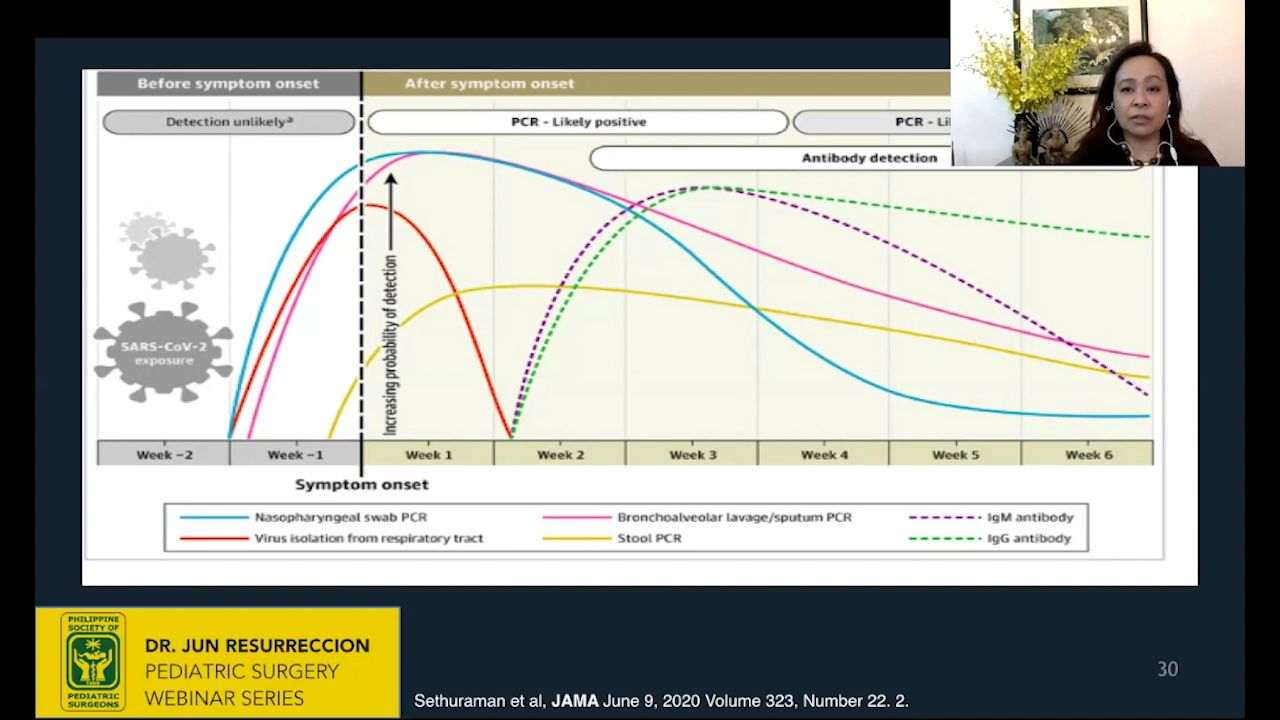 Before symptom onset
After symptom onset
Detection unlikelyᵃ
PCR - Likely positive
PCR - Li
Antibody detection
Increasing probability of detection
SARS-CoV-2
exposure
Week −2
Week −1
Week 1
Week 2
Week 3
Week 4
Week 5
Week 6
Symptom onset
Nasopharyngeal swab PCR
Bronchoalveolar lavage/sputum PCR
IgM antibody
Virus isolation from respiratory tract
Stool PCR
IgG antibody
PHILIPPINE
SOCIETY OF
PEDIATRIC
SURGEONS
DR. JUN RESURRECCION
PEDIATRIC SURGERY
WEBINAR SERIES
Sethuraman et al, JAMA June 9, 2020 Volume 323, Number 22. 2.
30